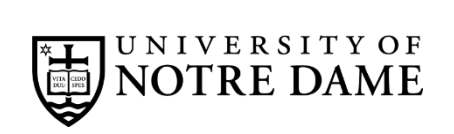 UNIVERSITY OF
NOTRE DAME
VITA CEDO
DUL· SPES